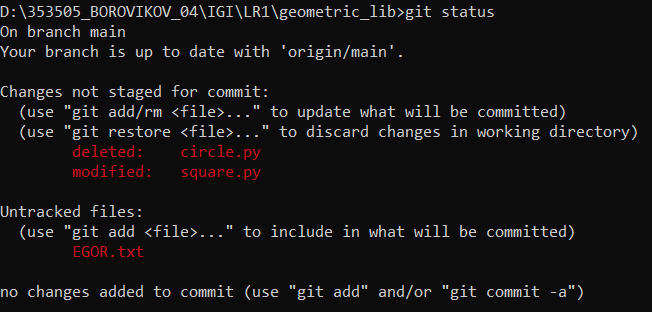 D:\353505_BOROVIKOV_04\IGI\LR1\geometric_lib>git status
On branch main
Your branch is up to date with 'origin/main'.
Changes not staged for commit:
(use "git add/rm <file>..." to update what will be committed)
(use "git restore <file>..." to discard changes in working directory)
deleted: circle.py
modified: square.py
Untracked files:
(use "git add <file>..." to include in what will be committed)
EGOR.txt
no changes added to commit (use "git add" and/or "git commit -a")